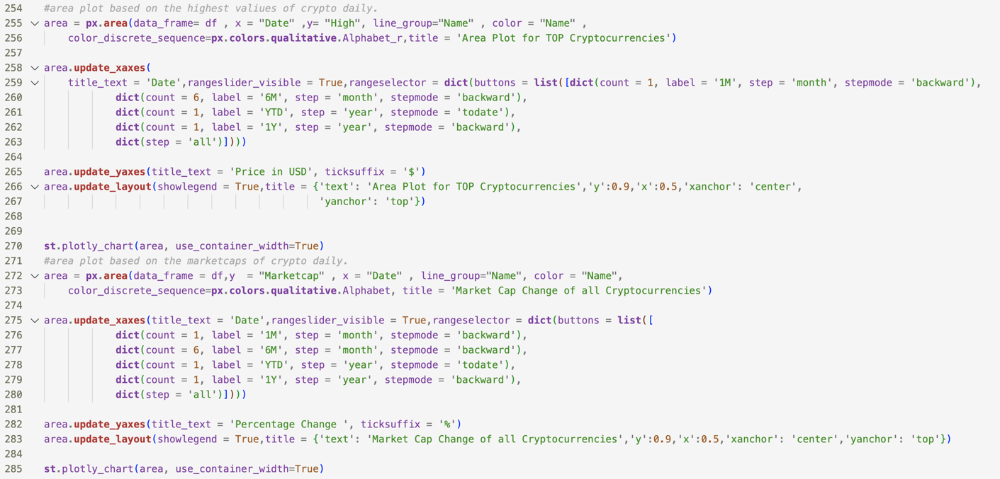 254 #area plot based on the highest valiues of crypto daily.
255 area = px.area(data_frame= df , x = "Date" ,y= "High", line_group="Name" , color = "Name" ,
256 color_discrete_sequence=px.colors.qualitative.Alphabet_r,title = 'Area Plot for TOP Cryptocurrencies')
257
258 area.update_xaxes(
259 title_text = 'Date',rangeslider_visible = True,rangeselector = dict(buttons = list([dict(count = 1, label = '1M', step = 'month', stepmode = 'backward'),
260 dict(count = 6, label = '6M', step = 'month', stepmode = 'backward'),
261 dict(count = 1, label = 'YTD', step = 'year', stepmode = 'todate'),
262 dict(count = 1, label = '1Y', step = 'year', stepmode = 'backward'),
263 dict(step = 'all')])))
264
265 area.update_yaxes(title_text = 'Price in USD', ticksuffix = '$')
266 area.update_layout(showlegend = True,title = {'text': 'Area Plot for TOP Cryptocurrencies','y':0.9,'x':0.5,'xanchor': 'center',
267 'yanchor': 'top'})
268
269
270 st.plotly_chart(area, use_container_width=True)
271 #area plot based on the marketcaps of crypto daily.
272 area = px.area(data_frame = df,y  = "Marketcap" , x = "Date" , line_group="Name", color = "Name",
273 color_discrete_sequence=px.colors.qualitative.Alphabet, title = 'Market Cap Change of all Cryptocurrencies')
274
275 area.update_xaxes(title_text = 'Date',rangeslider_visible = True,rangeselector = dict(buttons = list([
276 dict(count = 1, label = '1M', step = 'month', stepmode = 'backward'),
277 dict(count = 6, label = '6M', step = 'month', stepmode = 'backward'),
278 dict(count = 1, label = 'YTD', step = 'year', stepmode = 'todate'),
279 dict(count = 1, label = '1Y', step = 'year', stepmode = 'backward'),
280 dict(step = 'all')])))
281
282 area.update_yaxes(title_text = 'Percentage Change ', ticksuffix = '%')
283 area.update_layout(showlegend = True,title = {'text': 'Market Cap Change of all Cryptocurrencies','y':0.9,'x':0.5,'xanchor': 'center','yanchor': 'top'})
284
285 st.plotly_chart(area, use_container_width=True)